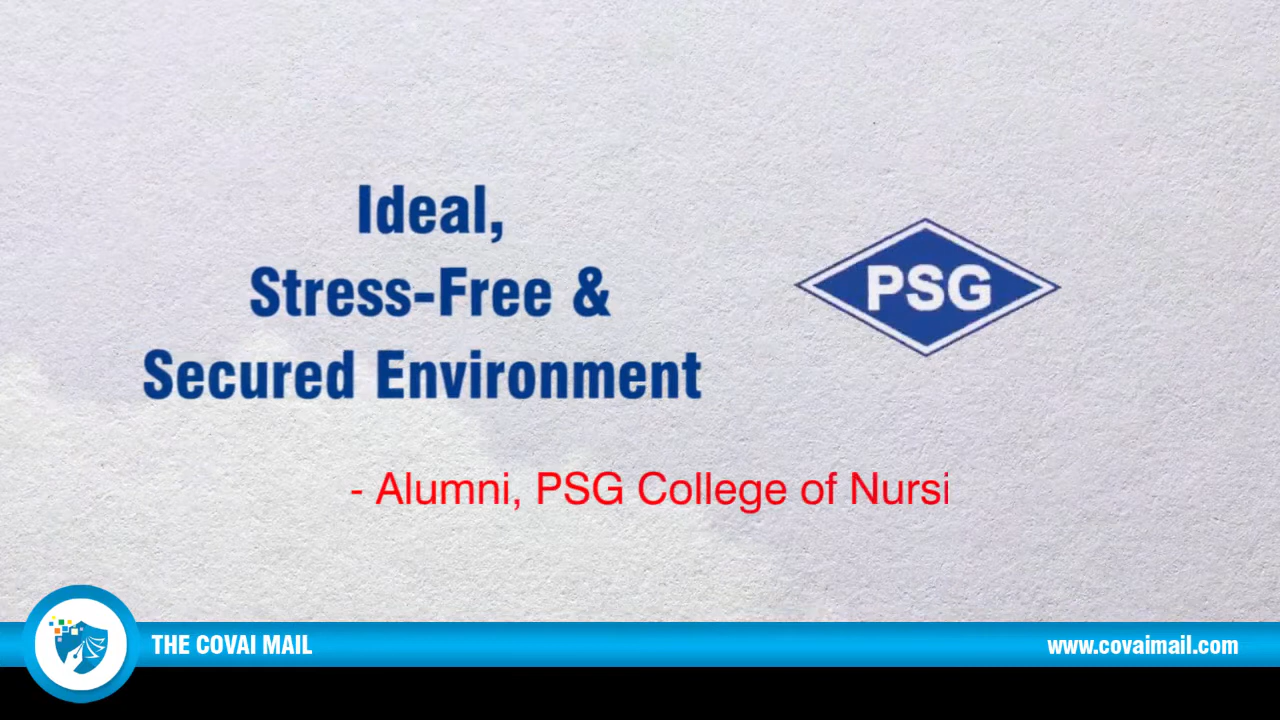 Ideal,
Stress-Free &
Secured Environment
PSG
- Alumni, PSG College of Nursi
THE COVAI MAIL
www.covaimail.com